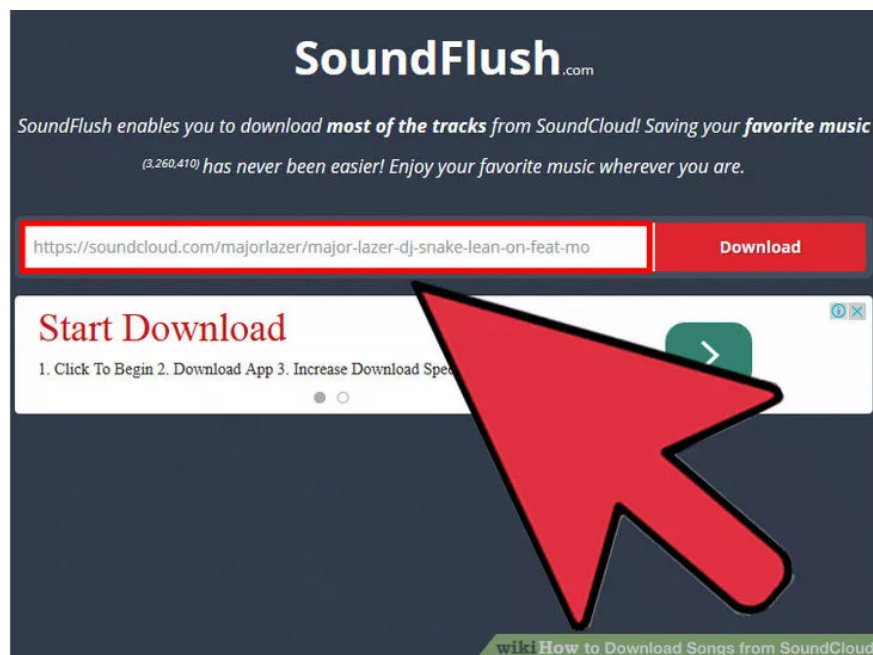 SoundFlush.com
SoundFlush enables you to download most of the tracks from SoundCloud! Saving your favorite music
(3,260,410) has never been easier! Enjoy your favorite music wherever you are.
https://soundcloud.com/majorlazer/major-lazer-dj-snake-lean-on-feat-mo
Download
Start Download
1. Click To Begin 2. Download App 3. Increase Download
wikiHow to Download Songs from SoundCloud